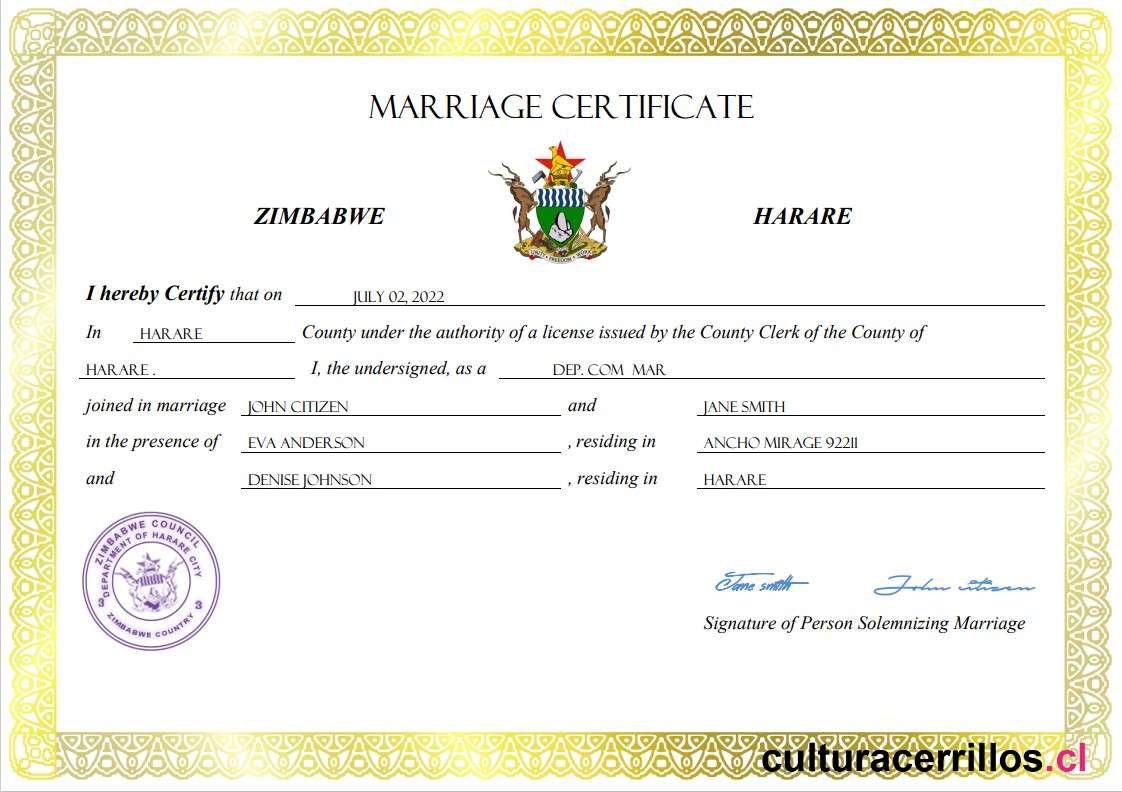 MARRIAGE CERTIFICATE
ZIMBABWE HARARE
UNITY FREEDOM WORK
I hereby Certify that on JULY 02, 2022
In HARARE County under the authority of a license issued by the County Clerk of the County of
HARARE . I, the undersigned, as a DEP. COM MAR
joined in marriage JOHN CITIZEN and JANE SMITH
in the presence of EVA ANDERSON , residing in ANCHO MIRAGE 92211
and DENISE JOHNSON , residing in HARARE
ZIMBABWE COUNCIL
DEPARTMENT OF HARARE CITY
3 3
ZIMBABWE COUNTRY
Jane smith John citizen
Signature of Person Solemnizing Marriage
culturacerrillos.cl